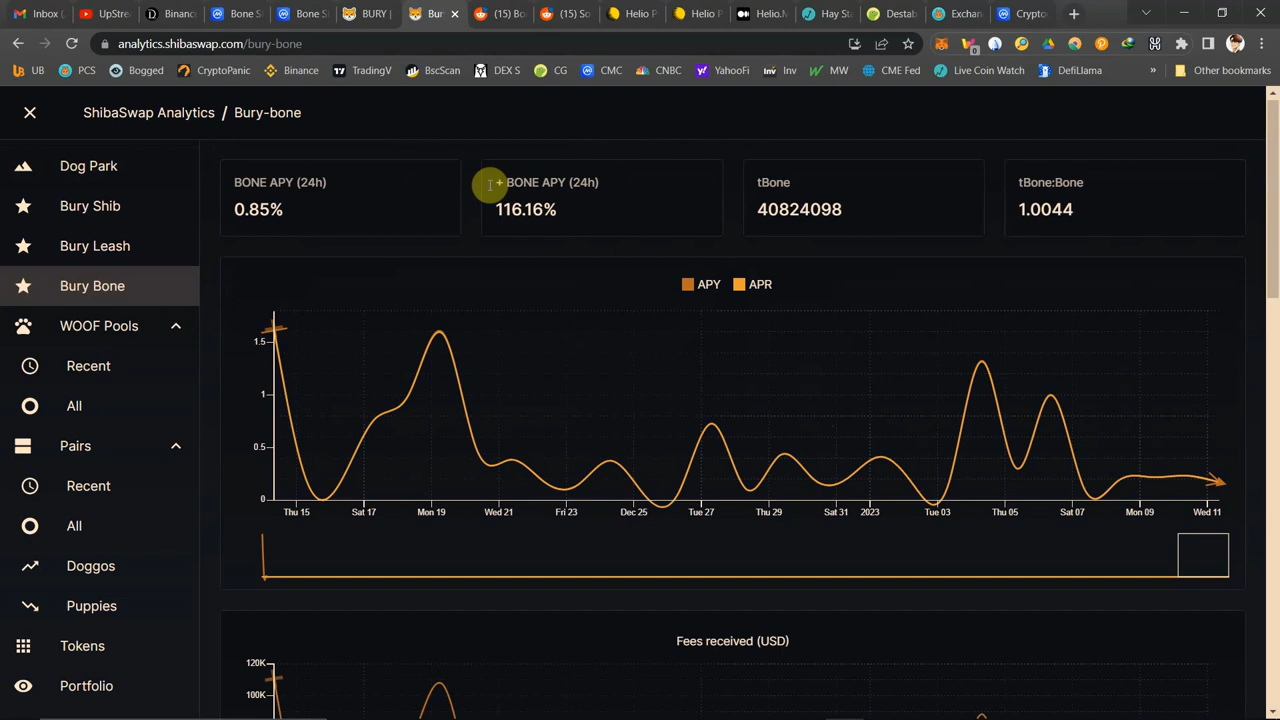 Inbox (
UpStre
Binanc
Bone S
Bone S
BURY |
Bur
(15) Bo
(15) So
Helio P
Helio P
Helio.M
Hay St
Destab
Exchan
Crypto
analytics.shibaswap.com/bury-bone
0
UB
PCS
Bogged
CryptoPanic
Binance
TradingV
BscScan
DEX S
CG
CMC
CNBC
YahooFi
Inv Inv
MW
CME Fed
Live Coin Watch
DefiLlama
»
Other bookmarks
ShibaSwap Analytics / Bury-bone
Dog Park
Bury Shib
Bury Leash
Bury Bone
WOOF Pools
Recent
All
Pairs
Recent
All
Doggos
Puppies
Tokens
Portfolio
BONE APY (24h)
0.85%
+ BONE APY (24h)
116.16%
tBone
40824098
tBone:Bone
1.0044
APY APR
1.5
1
0.5
0
Thu 15 Sat 17 Mon 19 Wed 21 Fri 23 Dec 25 Tue 27 Thu 29 Sat 31 2023 Tue 03 Thu 05 Sat 07 Mon 09 Wed 11
Fees received (USD)
120K
100K